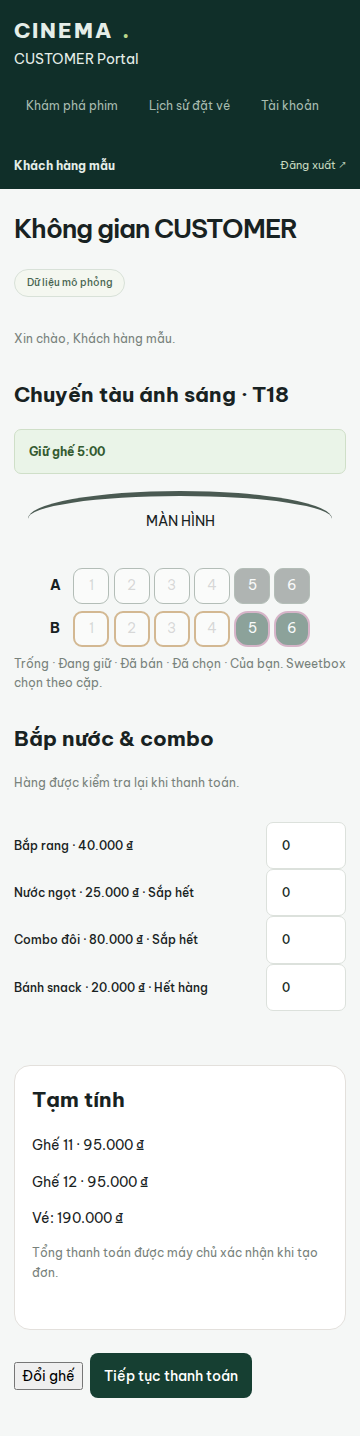 CINEMA .
CUSTOMER Portal
Khám phá phim Lịch sử đặt vé Tài khoản
Khách hàng mẫu Đăng xuất ↗
Không gian CUSTOMER
Dữ liệu mô phỏng
Xin chào, Khách hàng mẫu.
Chuyến tàu ánh sáng · T18
Giữ ghế 5:00
MÀN HÌNH
A 1 2 3 4 5 6
B 1 2 3 4 5 6
Trống · Đang giữ · Đã bán · Đã chọn · Của bạn. Sweetbox
chọn theo cặp.
Bắp nước & combo
Hàng được kiểm tra lại khi thanh toán.
Bắp rang · 40.000 ₫ 0
Nước ngọt · 25.000 ₫ · Sắp hết 0
Combo đôi · 80.000 ₫ · Sắp hết 0
Bánh snack · 20.000 ₫ · Hết hàng 0
Tạm tính
Ghế 11 · 95.000 ₫
Ghế 12 · 95.000 ₫
Vé: 190.000 ₫
Tổng thanh toán được máy chủ xác nhận khi tạo
đơn.
Đổi ghế Tiếp tục thanh toán